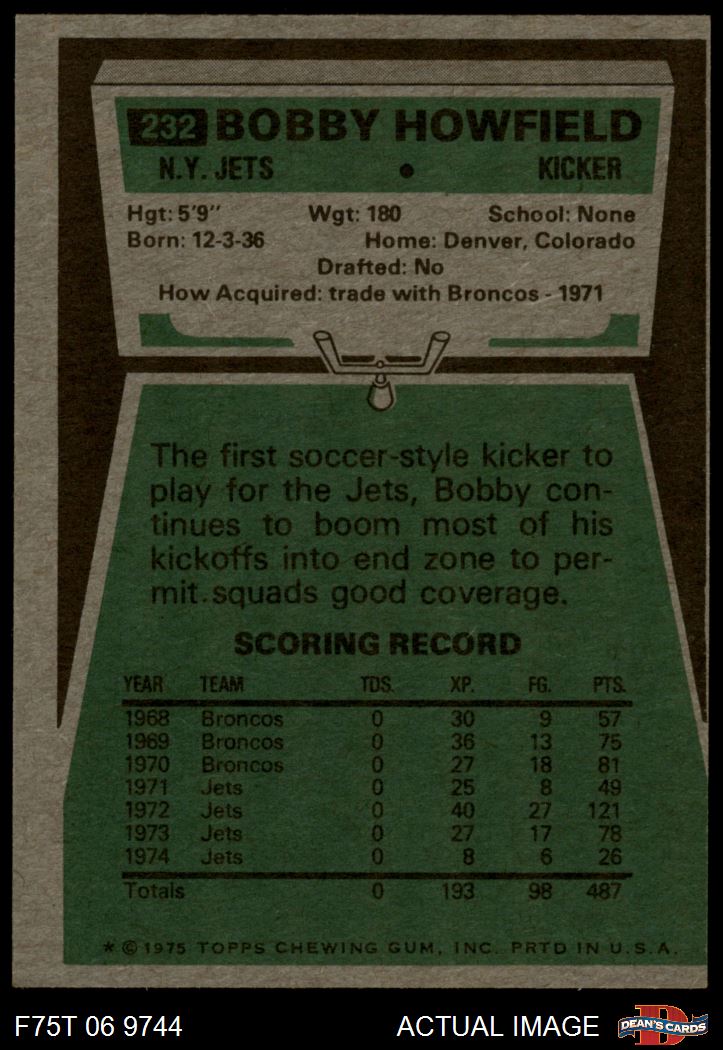 232 BOBBY HOWFIELD
N.Y. JETS • KICKER
Hgt: 5'9" Wgt: 180 School: None
Born: 12-3-36 Home: Denver, Colorado
Drafted: No
How Acquired: trade with Broncos - 1971
The first soccer-style kicker to
play for the Jets, Bobby con-
tinues to boom most of his
kickoffs into end zone to per-
mit squads good coverage.
SCORING RECORD
YEAR TEAM TDS. XP. FG. PTS.
1968 Broncos 0 30 9 57
1969 Broncos 0 36 13 75
1970 Broncos 0 27 18 81
1971 Jets 0 25 8 49
1972 Jets 0 40 27 121
1973 Jets 0 27 17 78
1974 Jets 0 8 6 26
Totals 0 193 98 487
* © 1975 TOPPS CHEWING GUM, INC. PRTD IN U.S.A.
F75T 06 9744 ACTUAL IMAGE D DEAN'S CARDS